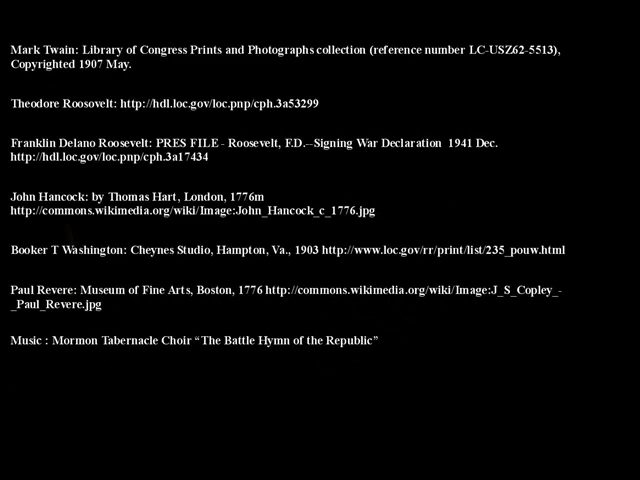 Mark Twain: Library of Congress Prints and Photographs collection (reference number LC-USZ62-5513),
Copyrighted 1907 May.
Theodore Roosovelt: http://hdl.loc.gov/loc.pnp/cph.3a53299
Franklin Delano Roosevelt: PRES FILE - Roosevelt, F.D.--Signing War Declaration  1941 Dec.
http://hdl.loc.gov/loc.pnp/cph.3a17434
John Hancock: by Thomas Hart, London, 1776m
http://commons.wikimedia.org/wiki/Image:John_Hancock_c_1776.jpg
Booker T Washington: Cheynes Studio, Hampton, Va., 1903 http://www.loc.gov/rr/print/list/235_pouw.html
Paul Revere: Museum of Fine Arts, Boston, 1776 http://commons.wikimedia.org/wiki/Image:J_S_Copley_-
_Paul_Revere.jpg
Music : Mormon Tabernacle Choir “The Battle Hymn of the Republic”